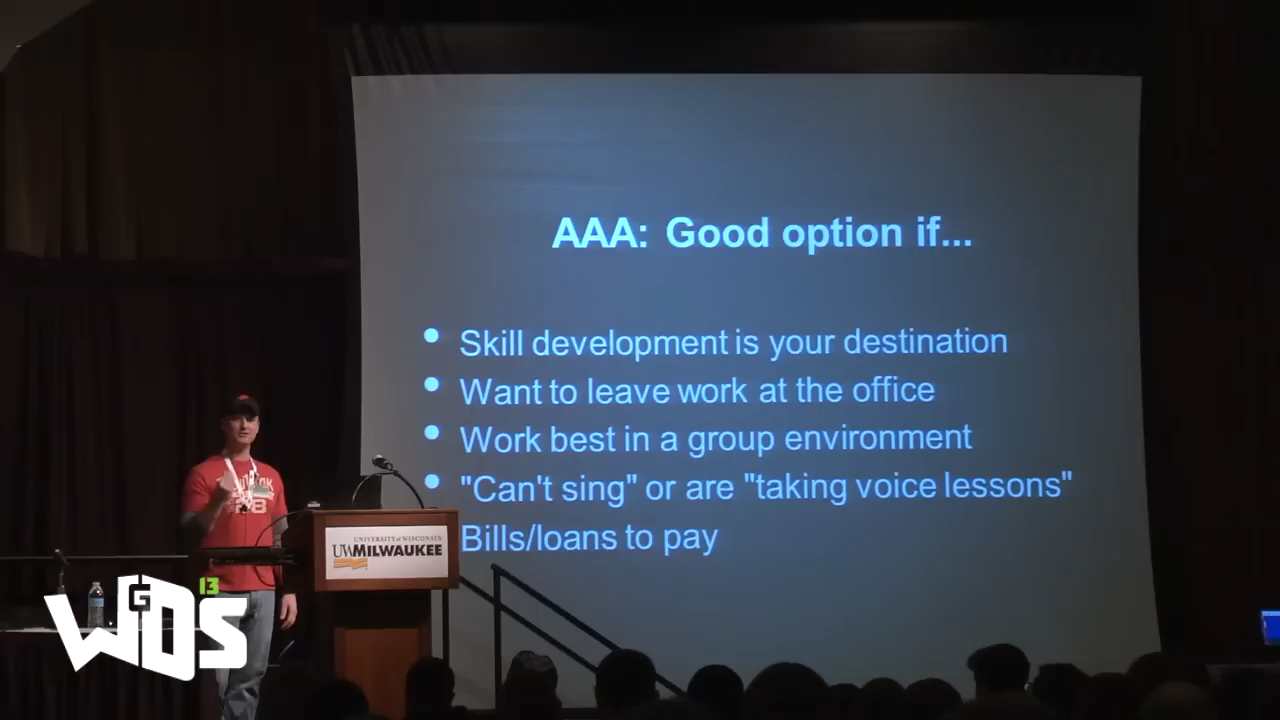 AAA: Good option if...
• Skill development is your destination
• Want to leave work at the office
• Work best in a group environment
• "Can't sing" or are "taking voice lessons"
Bills/loans to pay
UNIVERSITY of WISCONSIN
UWMILWAUKEE
WGDS 13